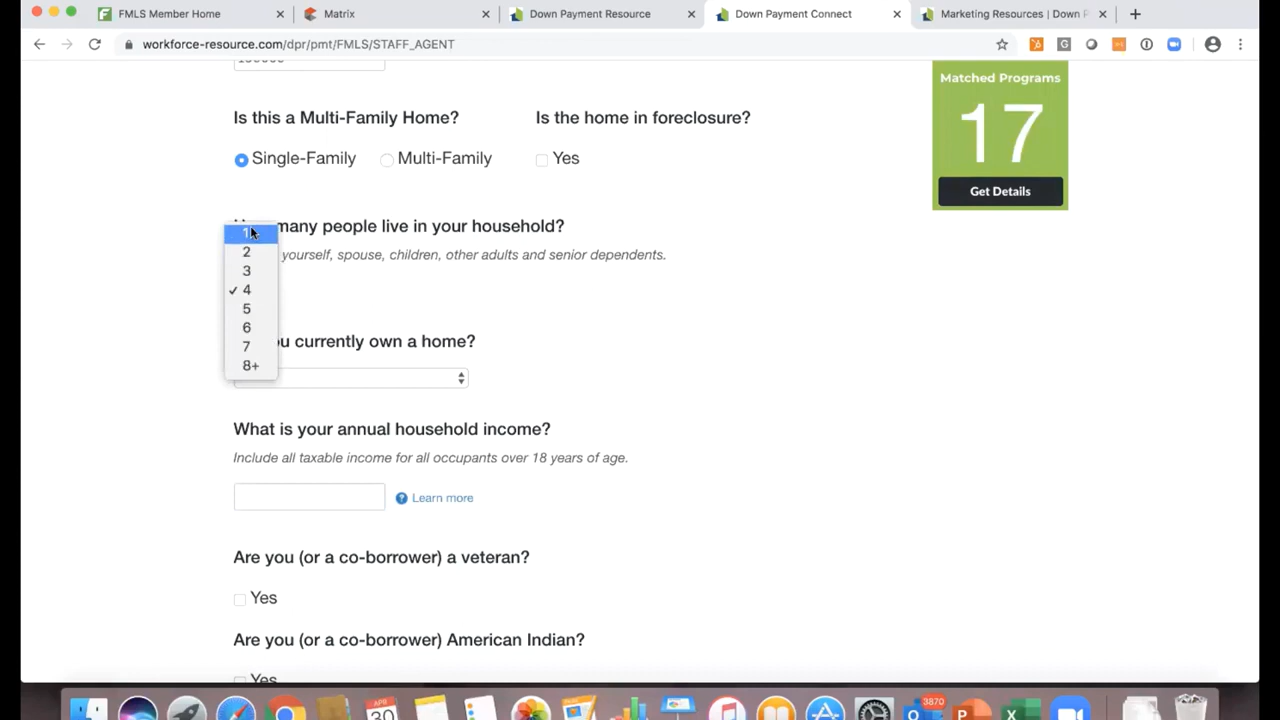 FMLS Member Home
Matrix
Down Payment Resource
Down Payment Connect
Marketing Resources | Down P
workforce-resource.com/dpr/pmt/FMLS/STAFF_AGENT
Matched Programs
17
Get Details
Is this a Multi-Family Home?
Is the home in foreclosure?
Single-Family
Multi-Family
Yes
many people live in your household?
yourself, spouse, children, other adults and senior dependents.
1
2
3
✓ 4
5
6
7
8+
u currently own a home?
What is your annual household income?
Include all taxable income for all occupants over 18 years of age.
? Learn more
Are you (or a co-borrower) a veteran?
Yes
Are you (or a co-borrower) American Indian?
Yes
APR
30
3870